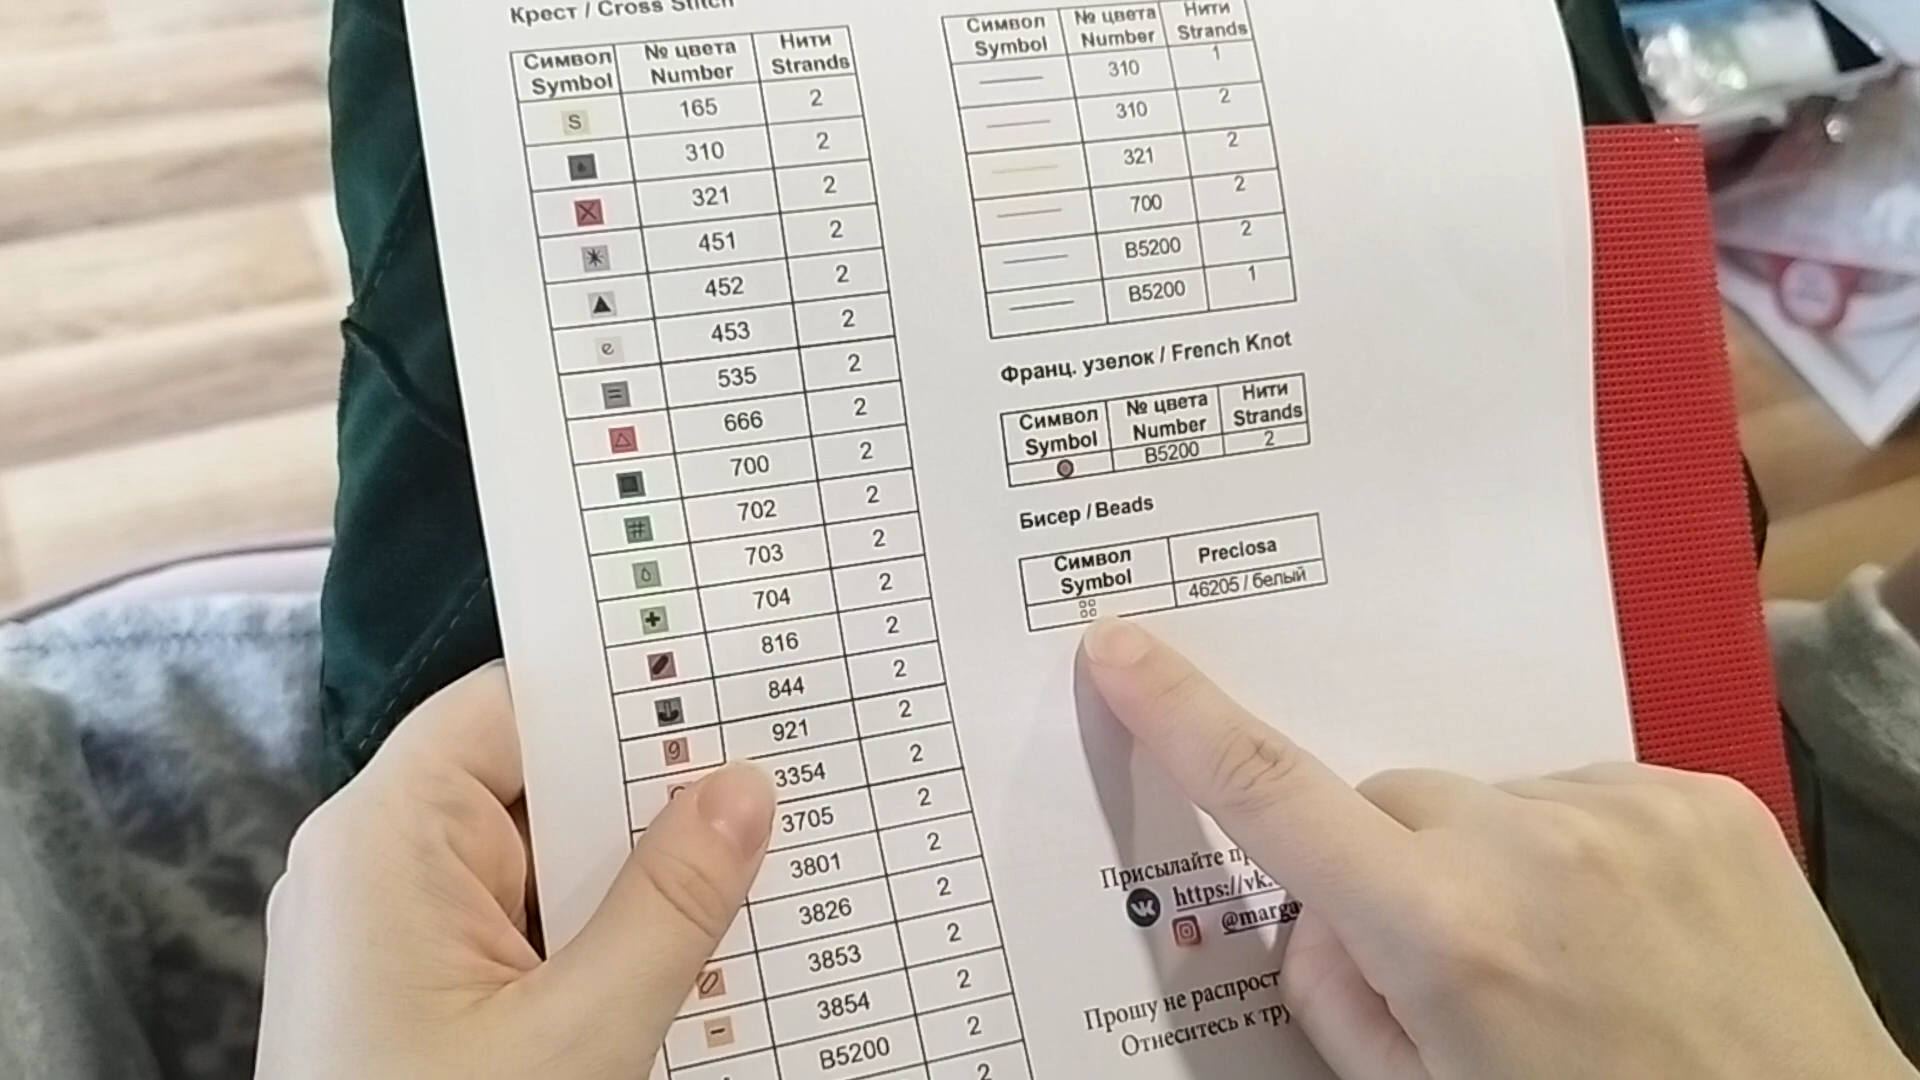 Крест / Cross Stitch
Символ № цвета Нити
Symbol Number Strands
S 165 2
310 2
321 2
451 2
452 2
e 453 2
= 535 2
666 2
700 2
# 702 2
703 2
+ 704 2
816 2
844 2
9 921 2
3354 2
3705 2
3801 2
3826 2
3853 2
- 3854 2
B5200 2
2
Символ № цвета Нити
Symbol Number Strands
310 1
310 2
321 2
700 2
B5200 2
B5200 1
Франц. узелок / French Knot
Символ № цвета Нити
Symbol Number Strands
B5200 2
Бисер / Beads
Символ Preciosa
Symbol
46205 / белый
Присылайте
https://vk.
@marga
Прошу не
Отнеситесь к